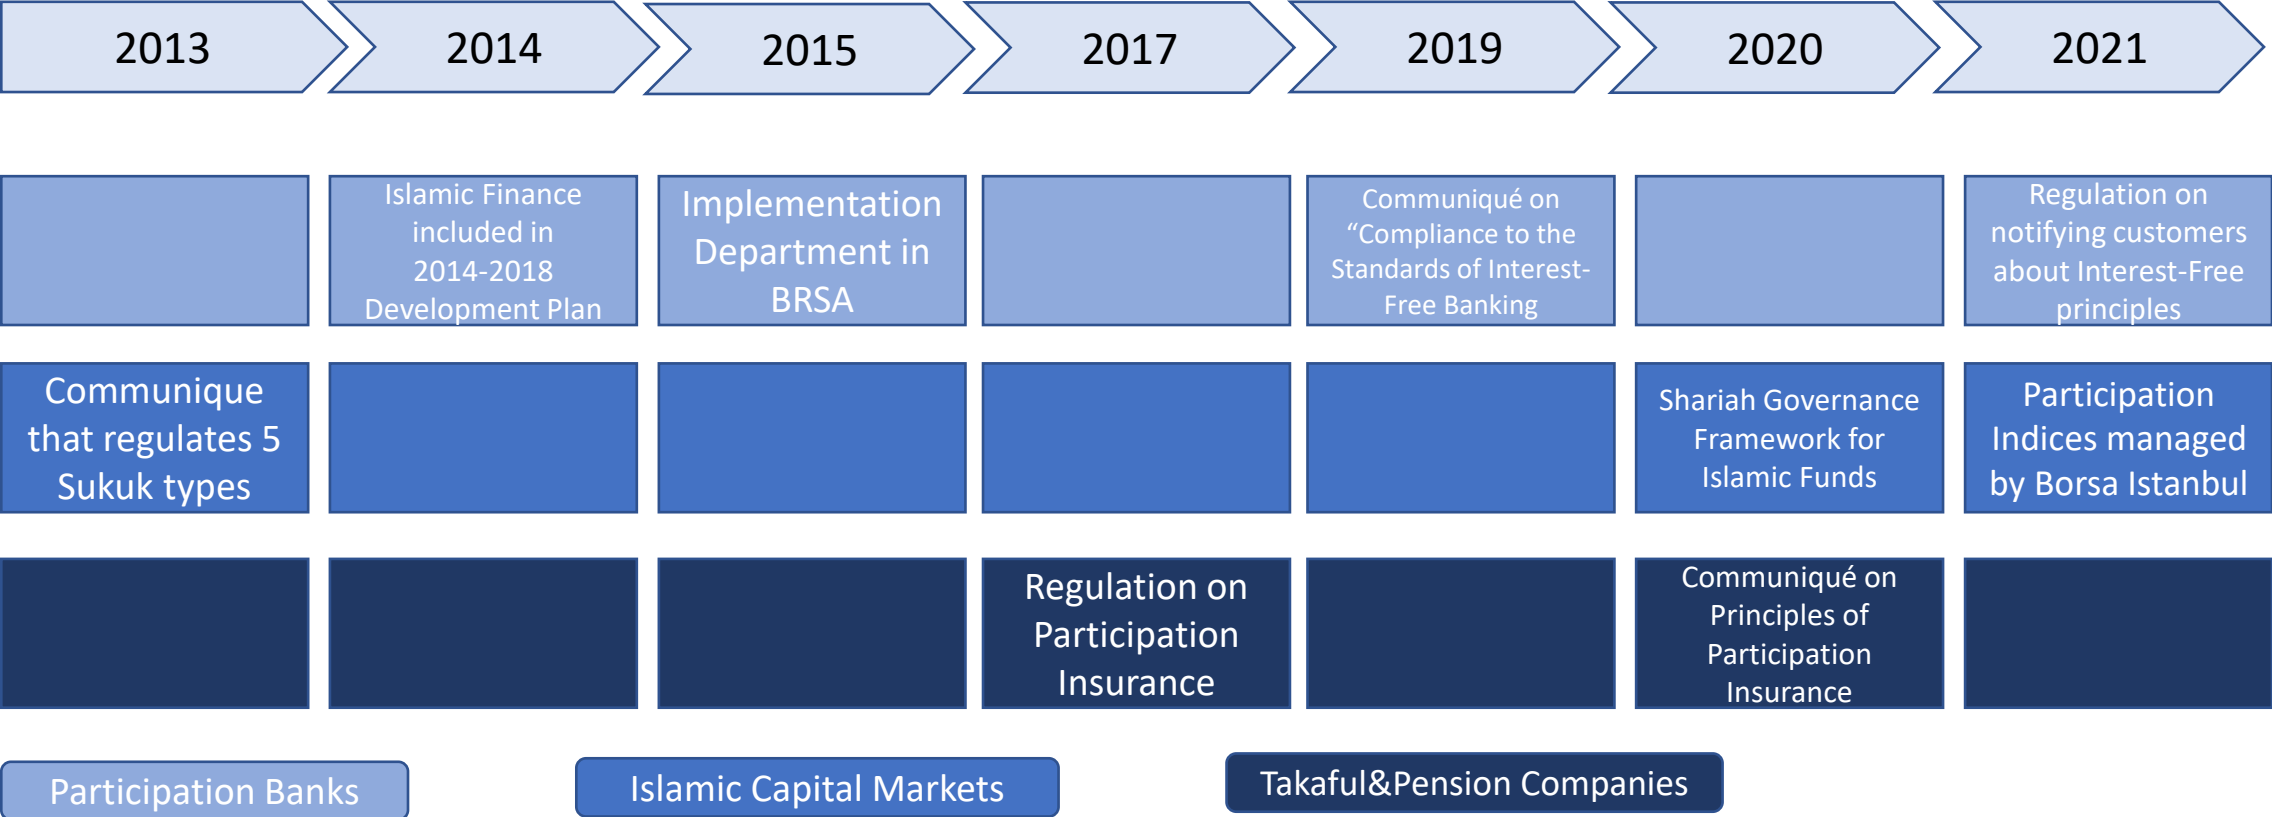 2013
2014
2015
2017
2019
2020
2021
Islamic Finance
included in
2014-2018
Development Plan
Implementation
Department in
BRSA
Communiqué on
“Compliance to the
Standards of Interest-
Free Banking
Regulation on
notifying customers
about Interest-Free
principles
Communique
that regulates 5
Sukuk types
Shariah Governance
Framework for
Islamic Funds
Participation
Indices managed
by Borsa Istanbul
Regulation on
Participation
Insurance
Communiqué on
Principles of
Participation
Insurance
Participation Banks
Islamic Capital Markets
Takaful&Pension Companies